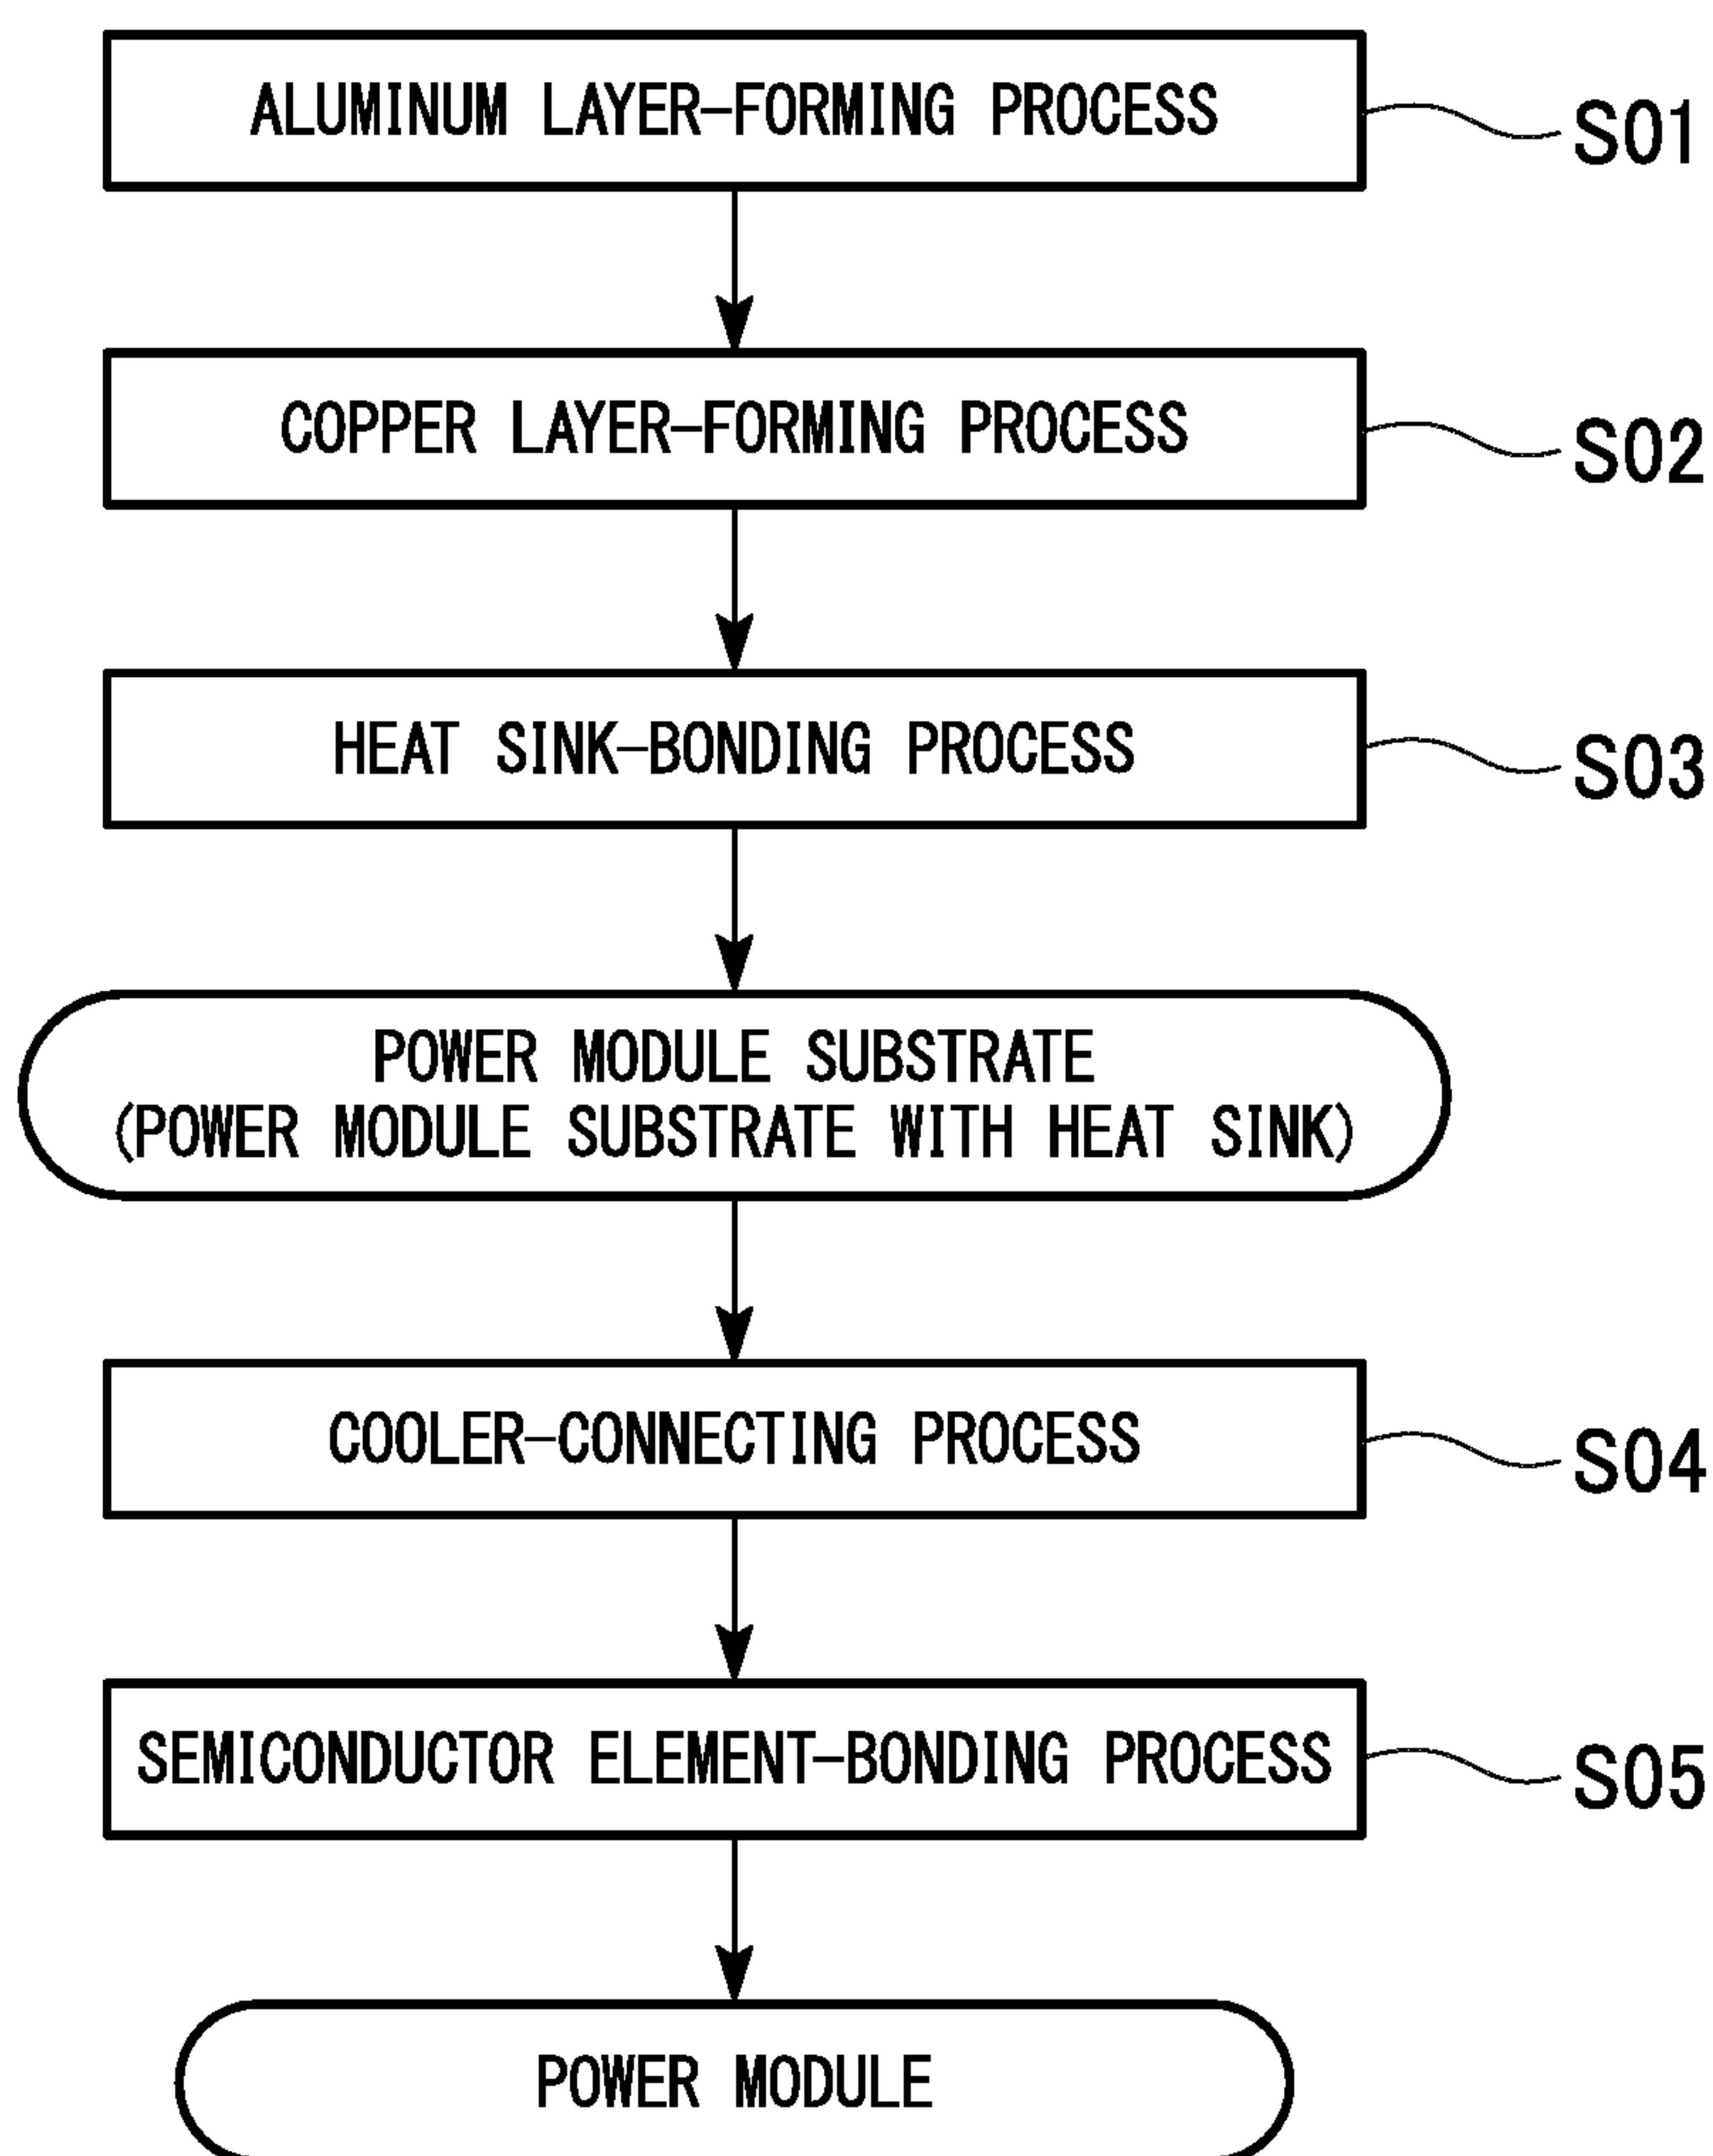 ALUMINUM LAYER-FORMING PROCESS
S01
COPPER LAYER-FORMING PROCESS
S02
HEAT SINK-BONDING PROCESS
S03
POWER MODULE SUBSTRATE
(POWER MODULE SUBSTRATE WITH HEAT SINK)
COOLER-CONNECTING PROCESS
S04
SEMICONDUCTOR ELEMENT-BONDING PROCESS
S05
POWER MODULE